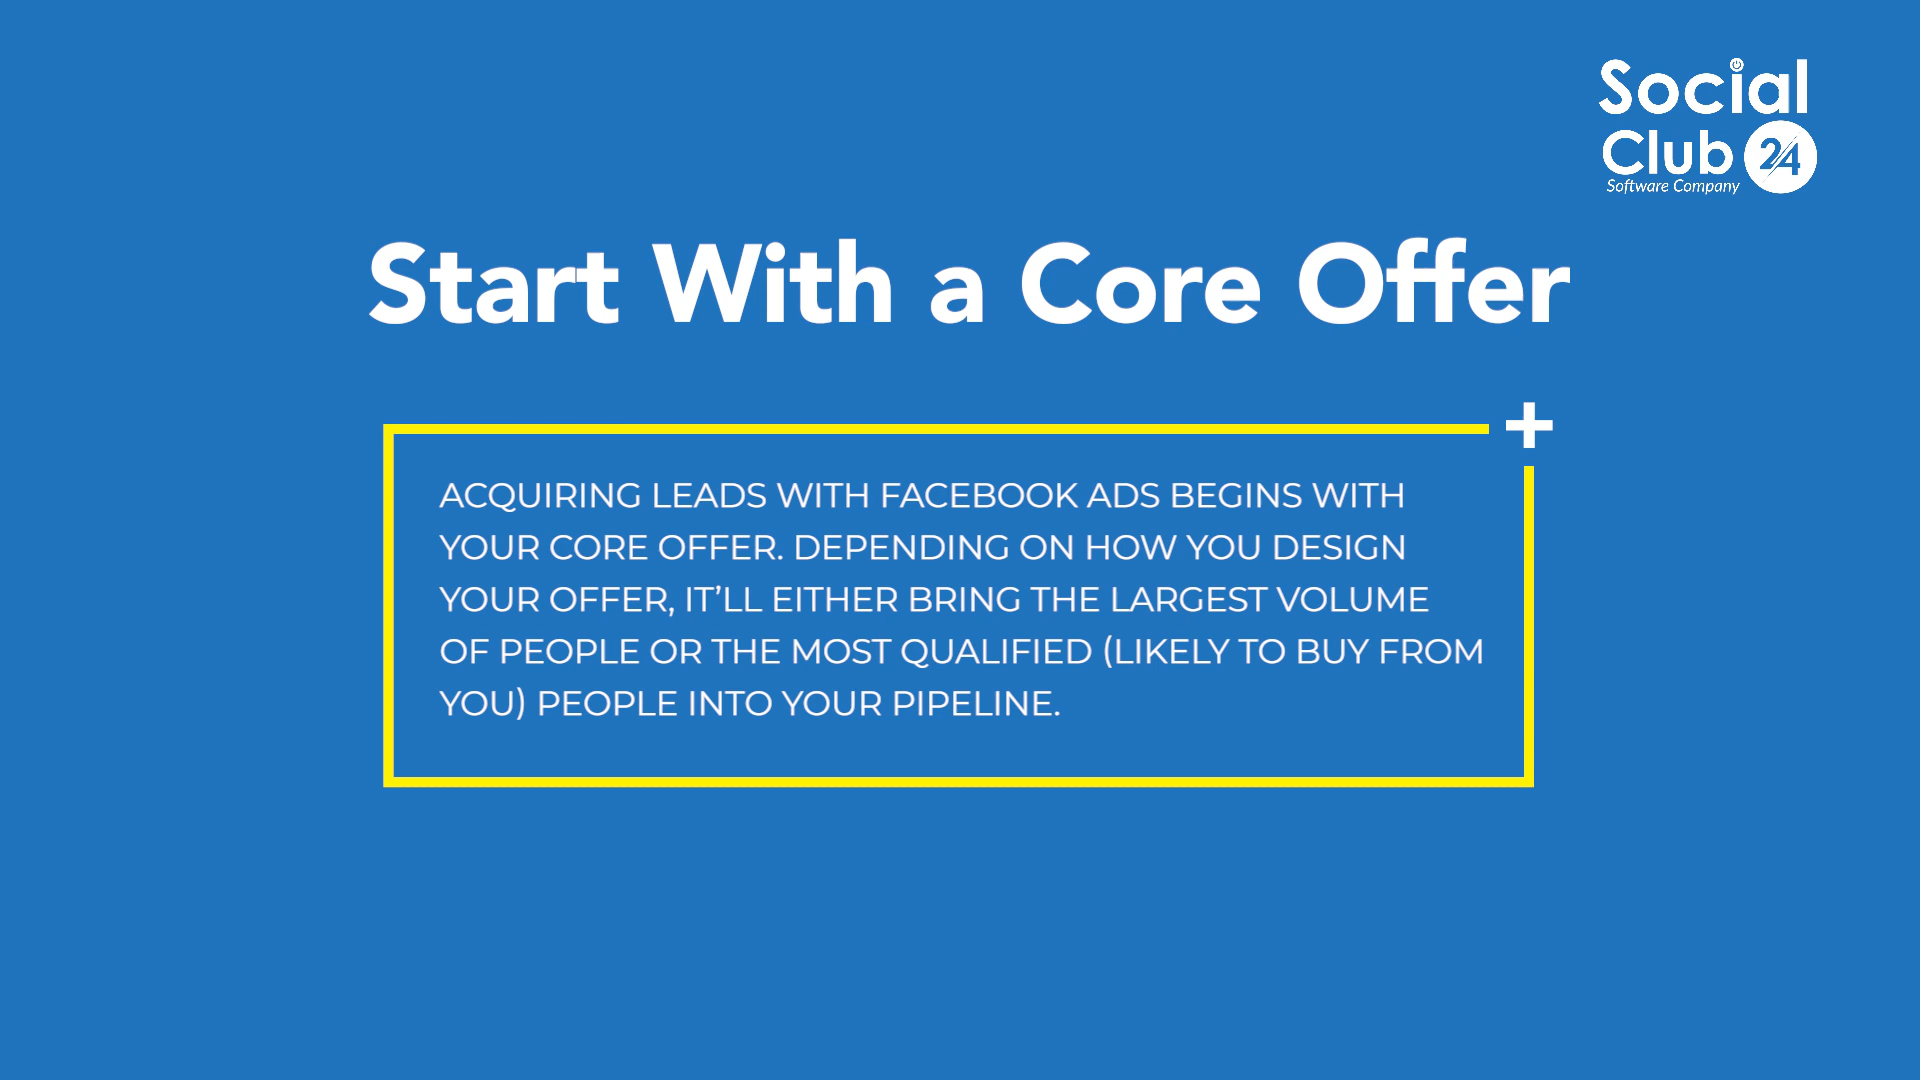 Social
Club 24
Software Company
Start With a Core Offer
ACQUIRING LEADS WITH FACEBOOK ADS BEGINS WITH
YOUR CORE OFFER. DEPENDING ON HOW YOU DESIGN
YOUR OFFER, IT’LL EITHER BRING THE LARGEST VOLUME
OF PEOPLE OR THE MOST QUALIFIED (LIKELY TO BUY FROM
YOU) PEOPLE INTO YOUR PIPELINE.